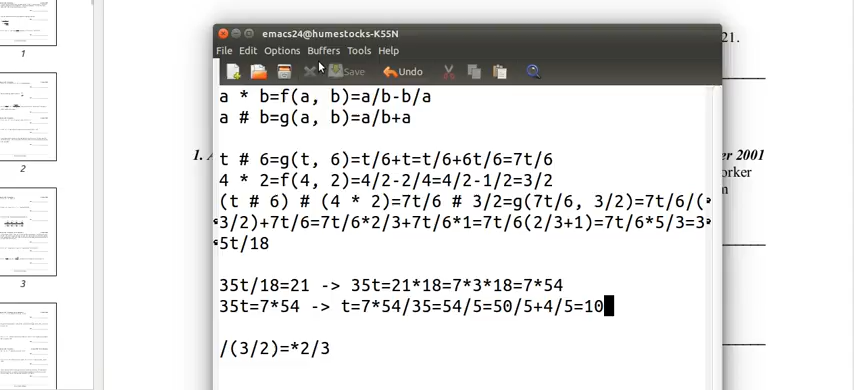 1
2
3
emacs24@humestocks-K55N
File Edit Options Buffers Tools Help
Save Undo
21.
I. A
er 2001
orker
m
a * b=f(a, b)=a/b-b/a
a # b=g(a, b)=a/b+a
t # 6=g(t, 6)=t/6+t=t/6+6t/6=7t/6
4 * 2=f(4, 2)=4/2-2/4=4/2-1/2=3/2
(t # 6) # (4 * 2)=7t/6 # 3/2=g(7t/6, 3/2)=7t/6/(
3/2)+7t/6=7t/6*2/3+7t/6*1=7t/6(2/3+1)=7t/6*5/3=3
5t/18
35t/18=21 -> 35t=21*18=7*3*18=7*54
35t=7*54 -> t=7*54/35=54/5=50/5+4/5=10
/(3/2)=*2/3